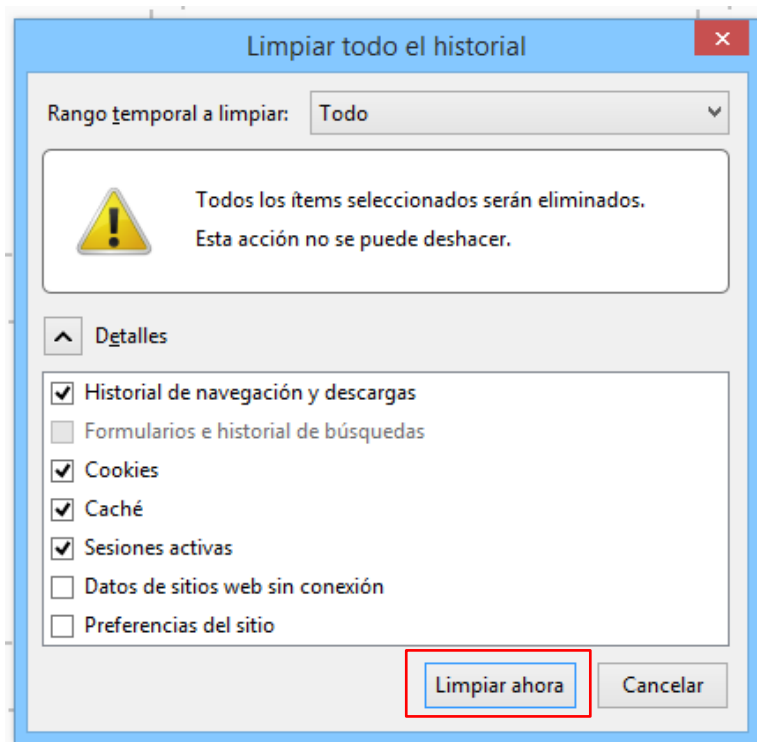 Limpiar todo el historial
Rango temporal a limpiar: Todo
Todos los ítems seleccionados serán eliminados.
Esta acción no se puede deshacer.
Detalles
Historial de navegación y descargas
Formularios e historial de búsquedas
Cookies
Caché
Sesiones activas
Datos de sitios web sin conexión
Preferencias del sitio
Limpiar ahora Cancelar